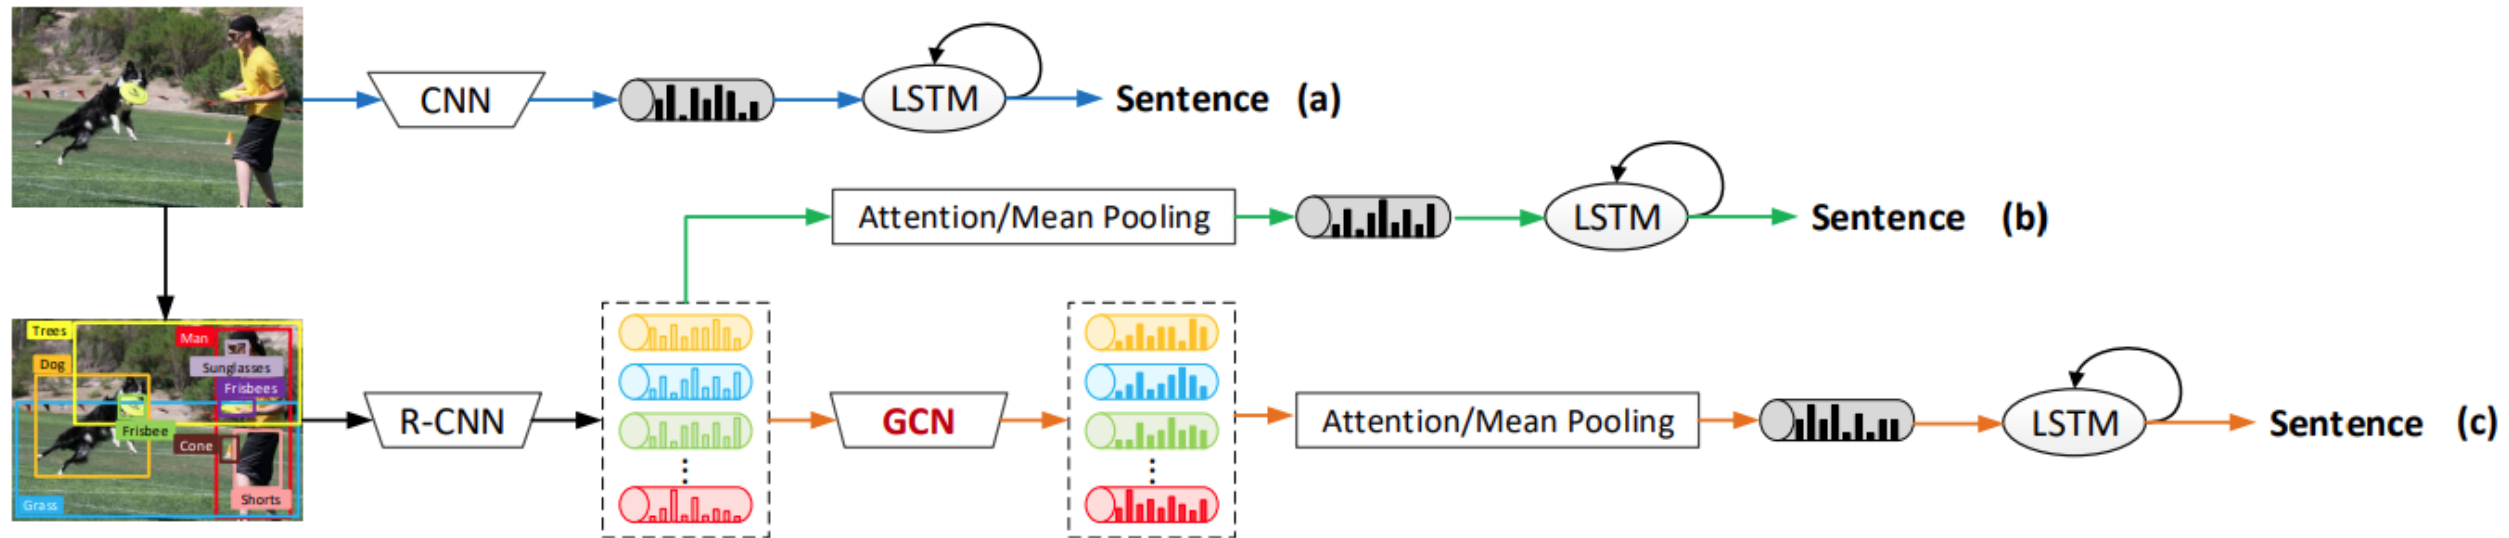 CNN
LSTM
Sentence (a)
Attention/Mean Pooling
LSTM
Sentence (b)
Trees
Man
Dog
Sunglasses
Frisbees
Frisbee
Cone
Shorts
Grass
R-CNN
GCN
Attention/Mean Pooling
LSTM
Sentence (c)